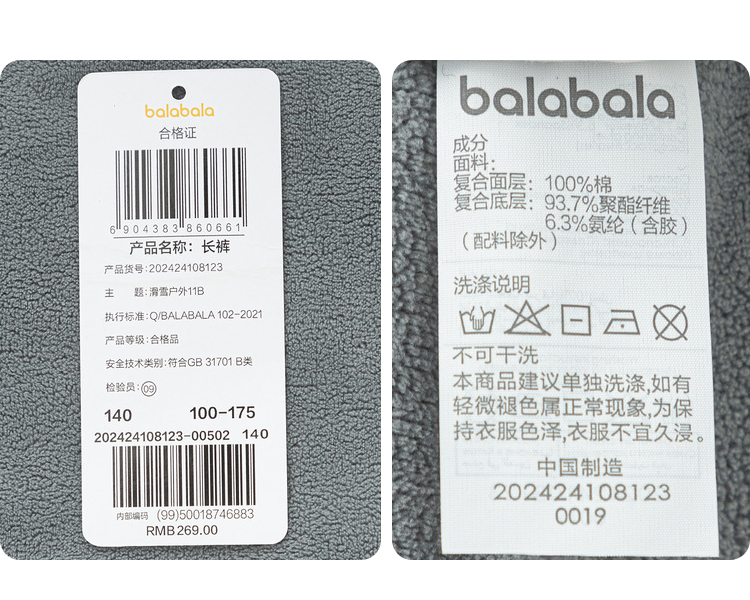 balabala
合格证
6 904383 860661
产品名称：长裤
产品货号:202424108123
主　　题:滑雪户外11B
执行标准:Q/BALABALA 102-2021
产品等级:合格品
安全技术类别:符合GB 31701 B类
检验员:09
140 100-175
202424108123-00502 140
内部编码 (99)50018746883
RMB269.00
balabala
成分
面料：
复合面层：100%棉
复合底层：93.7%聚酯纤维
6.3%氨纶（含胶）
（配料除外）
洗涤说明
不可干洗
本商品建议单独洗涤,如有
轻微褪色属正常现象,为保
持衣服色泽,衣服不宜久浸。
中国制造
202424108123
0019